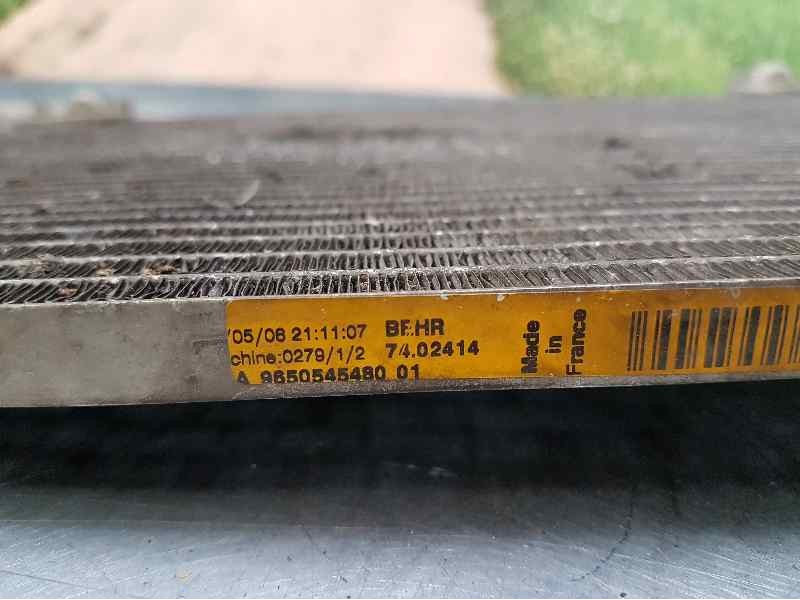 /05/06 21:11:07 BEHR
chine:0279/1/2 74.02414
A 9650545480 01
Made
in
France